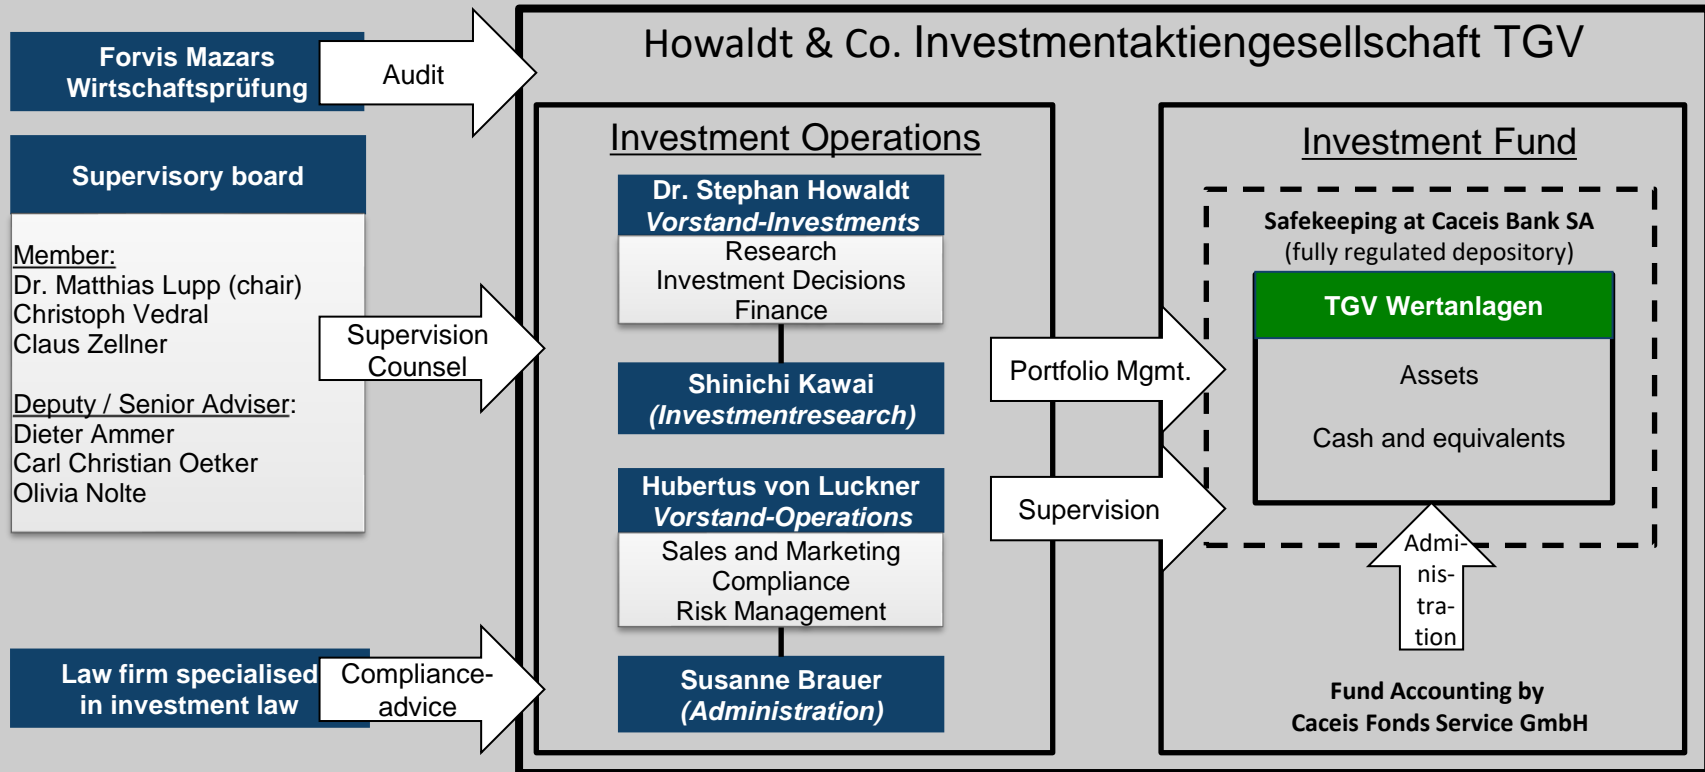 Howaldt & Co. Investmentaktiengesellschaft TGV
Forvis Mazars
Wirtschaftsprüfung
Audit
Supervisory board
Member:
Dr. Matthias Lupp (chair)
Christoph Vedral
Claus Zellner
Deputy / Senior Adviser:
Dieter Ammer
Carl Christian Oetker
Olivia Nolte
Supervision
Counsel
Law firm specialised
in investment law
Compliance-
advice
Investment Operations
Dr. Stephan Howaldt
Vorstand-Investments
Research
Investment Decisions
Finance
Shinichi Kawai
(Investmentresearch)
Hubertus von Luckner
Vorstand-Operations
Sales and Marketing
Compliance
Risk Management
Susanne Brauer
(Administration)
Portfolio Mgmt.
Supervision
Investment Fund
Safekeeping at Caceis Bank SA
(fully regulated depository)
TGV Wertanlagen
Assets
Cash and equivalents
Admi-
nis-
tra-
tion
Fund Accounting by
Caceis Fonds Service GmbH